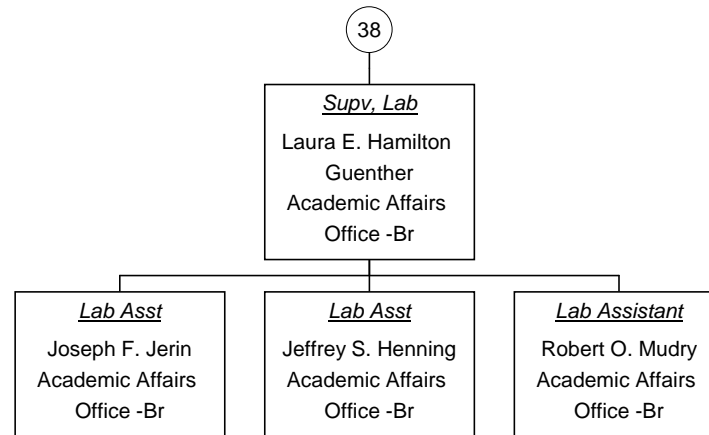 38
Supv, Lab
Laura E. Hamilton
Guenther
Academic Affairs
Office -Br
Lab Asst
Joseph F. Jerin
Academic Affairs
Office -Br
Lab Asst
Jeffrey S. Henning
Academic Affairs
Office -Br
Lab Assistant
Robert O. Mudry
Academic Affairs
Office -Br